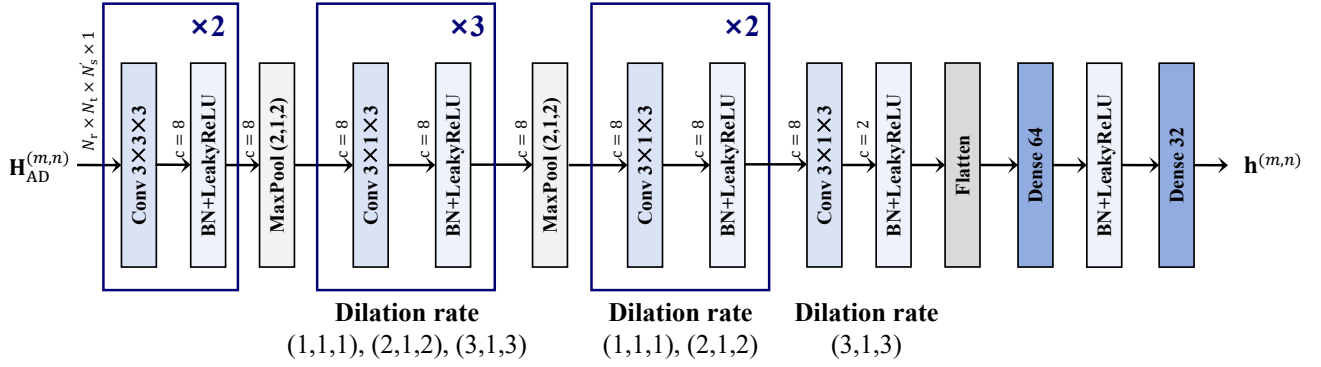 ×2
×3
×2
N_r × N_t × N_s^' × 1
H_AD^(m,n)
Conv 3×3×3
c = 8
BN+LeakyReLU
c = 8
MaxPool (2,1,2)
c = 8
Conv 3×1×3
c = 8
BN+LeakyReLU
c = 8
MaxPool (2,1,2)
c = 8
Conv 3×1×3
c = 8
BN+LeakyReLU
c = 8
Conv 3×1×3
c = 2
BN+LeakyReLU
Flatten
Dense 64
BN+LeakyReLU
Dense 32
h^(m,n)
Dilation rate
(1,1,1), (2,1,2), (3,1,3)
Dilation rate
(1,1,1), (2,1,2)
Dilation rate
(3,1,3)